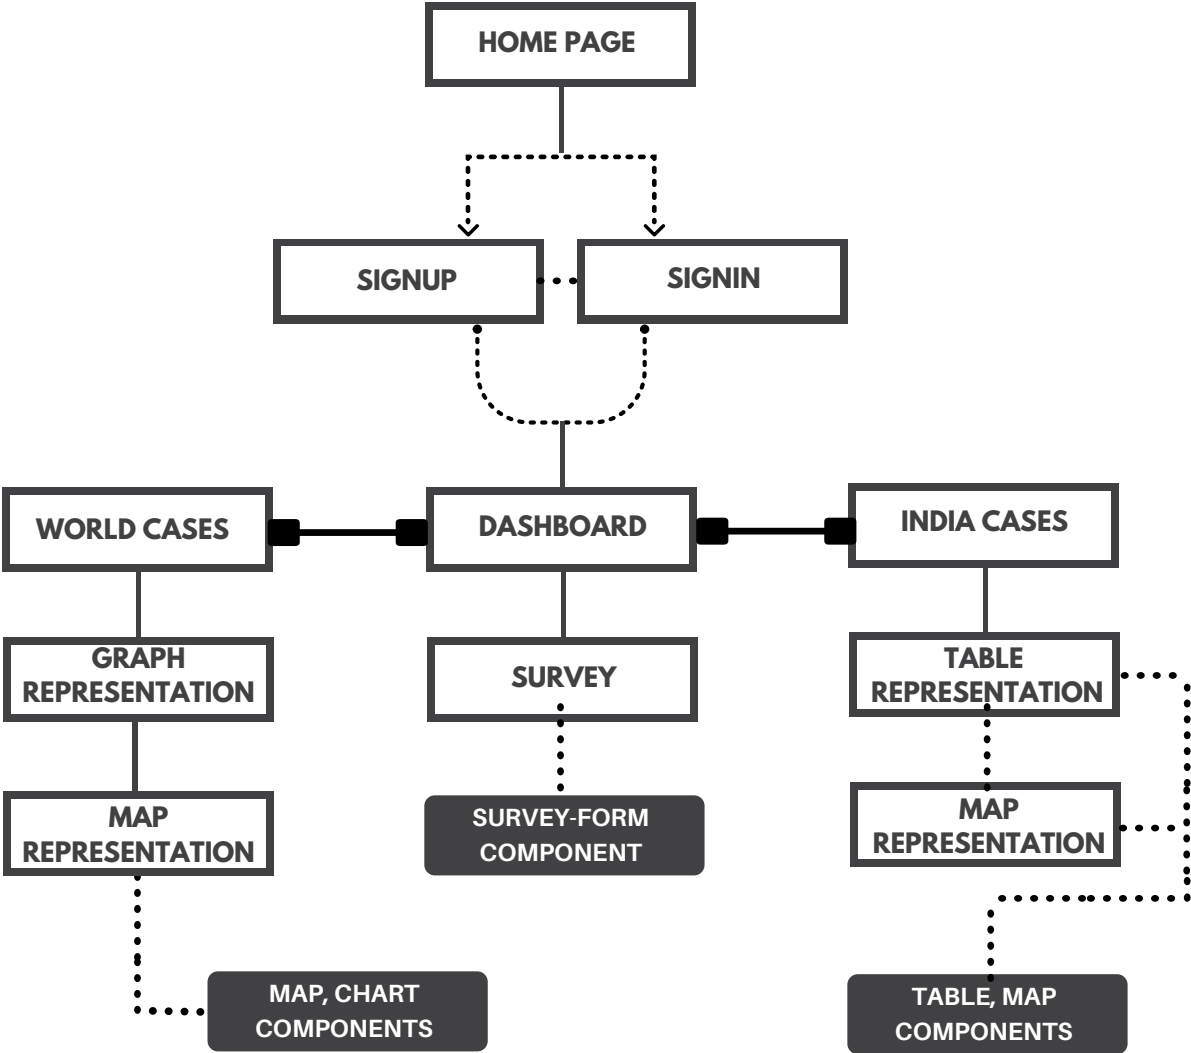 HOME PAGE
SIGNUP
SIGNIN
WORLD CASES
DASHBOARD
INDIA CASES
GRAPH
REPRESENTATION
SURVEY
TABLE
REPRESENTATION
MAP
REPRESENTATION
SURVEY-FORM
COMPONENT
MAP
REPRESENTATION
MAP, CHART
COMPONENTS
TABLE, MAP
COMPONENTS